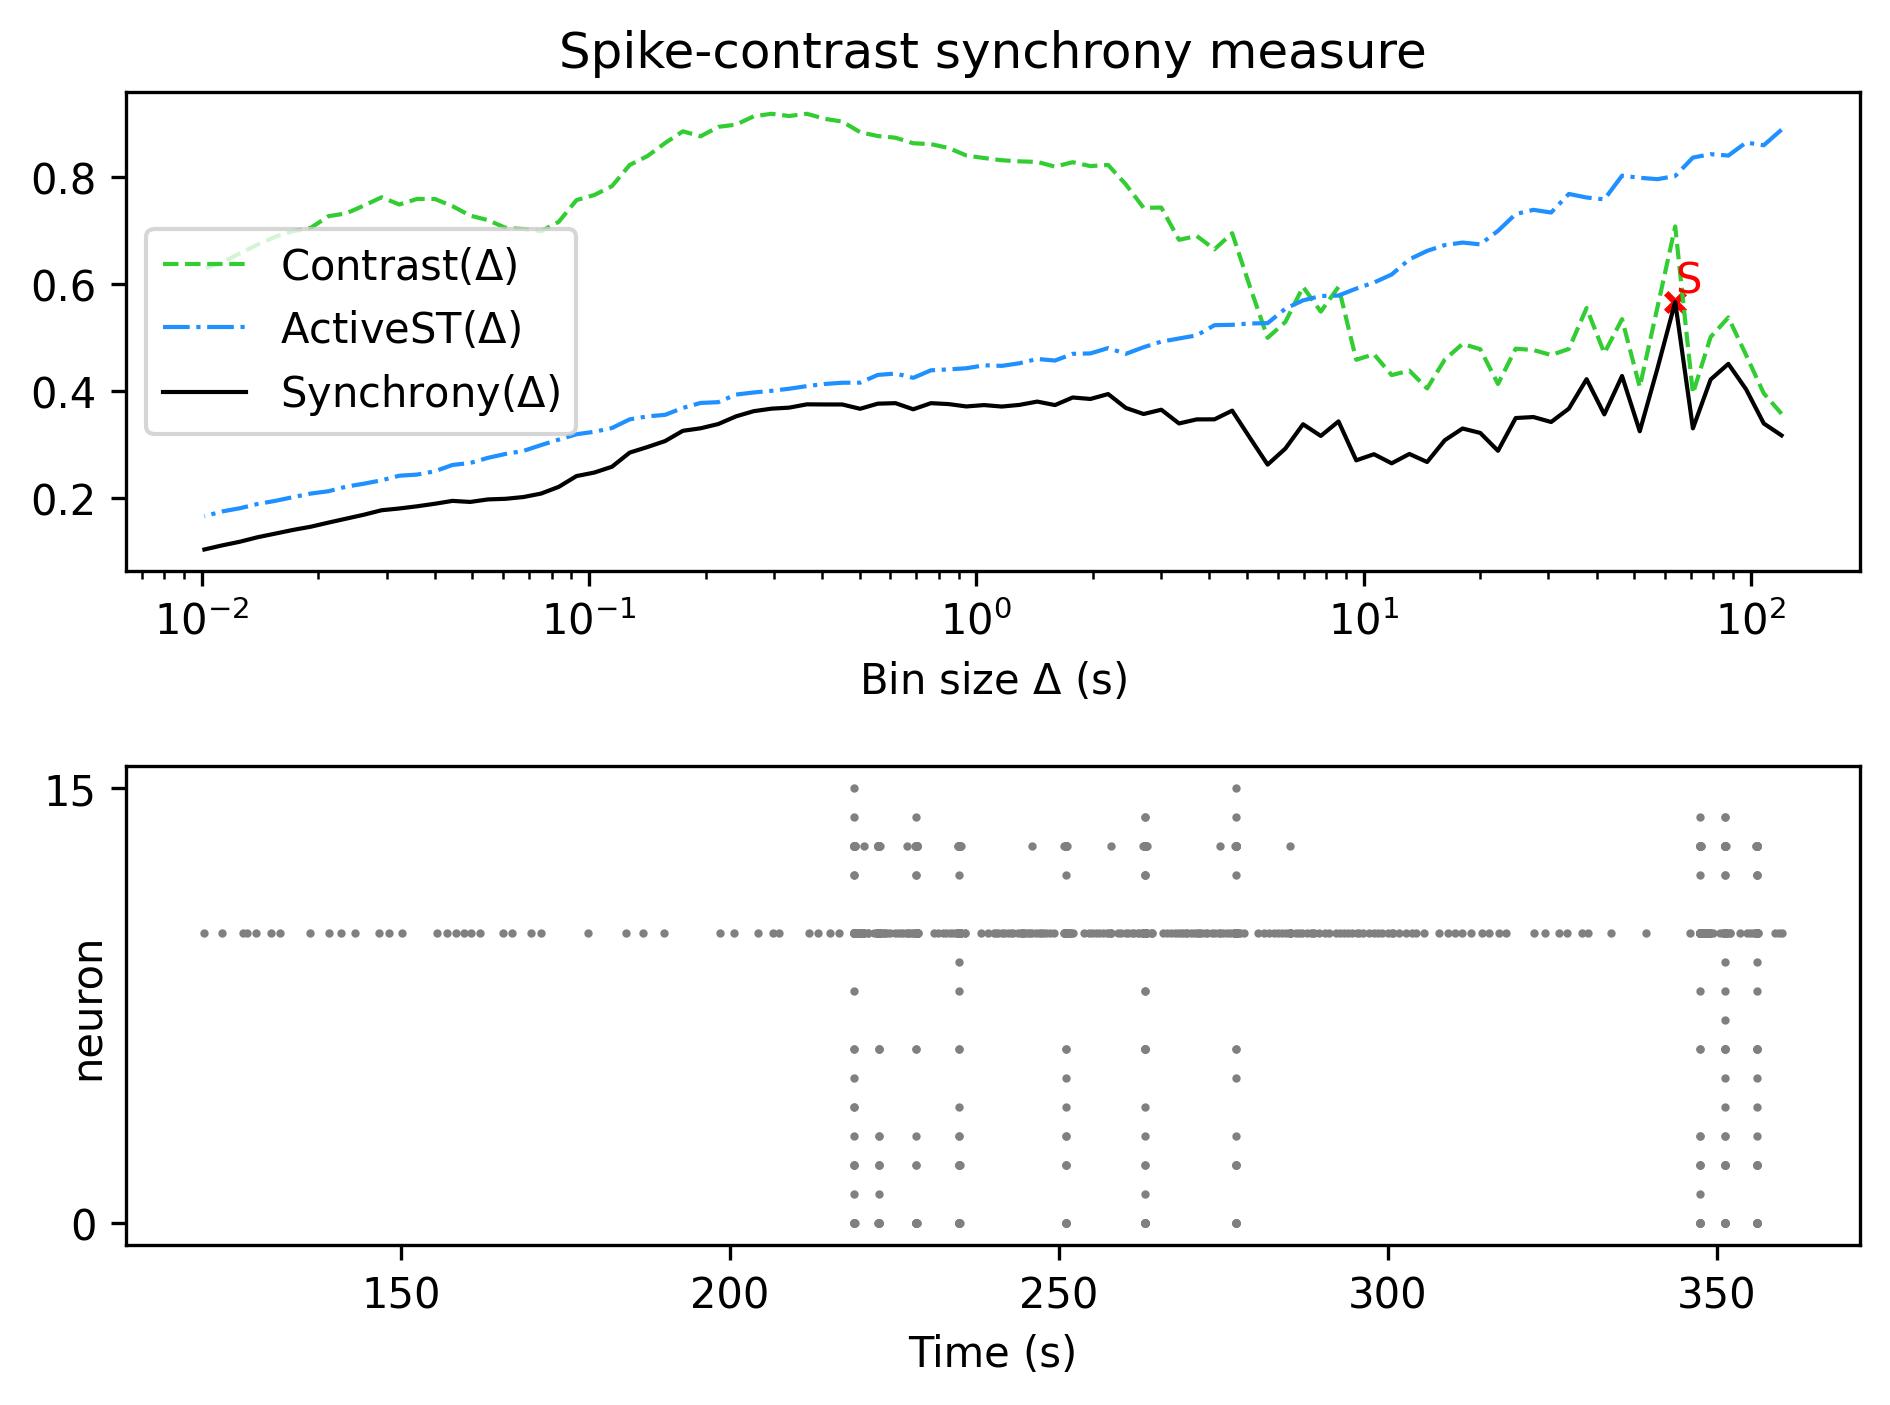 Spike-contrast synchrony measure
0.8
0.6
0.4
0.2
Contrast(Δ)
ActiveST(Δ)
Synchrony(Δ)
S
10⁻² 10⁻¹ 10⁰ 10¹ 10²
Bin size Δ (s)
15
0
neuron
150 200 250 300 350
Time (s)